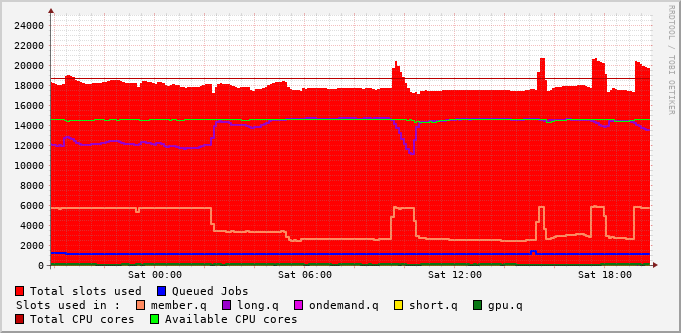 24000
22000
20000
18000
16000
14000
12000
10000
8000
6000
4000
2000
0
Sat 00:00 Sat 06:00 Sat 12:00 Sat 18:00
RRDTOOL / TOBI OETIKER
Total slots used Queued Jobs
Slots used in : member.q long.q ondemand.q short.q gpu.q
Total CPU cores Available CPU cores